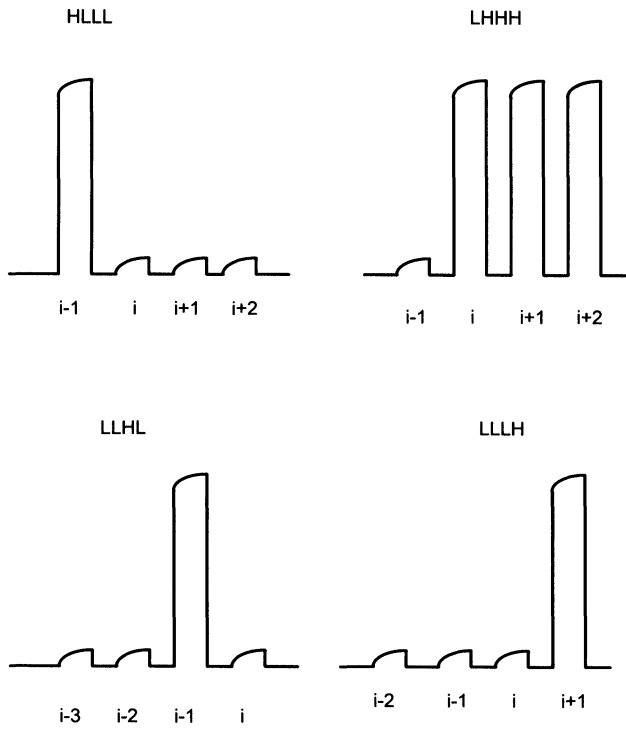 HLLL
i-1 i i+1 i+2
LHHH
i-1 i i+1 i+2
LLHL
i-3 i-2 i-1 i
LLLH
i-2 i-1 i i+1